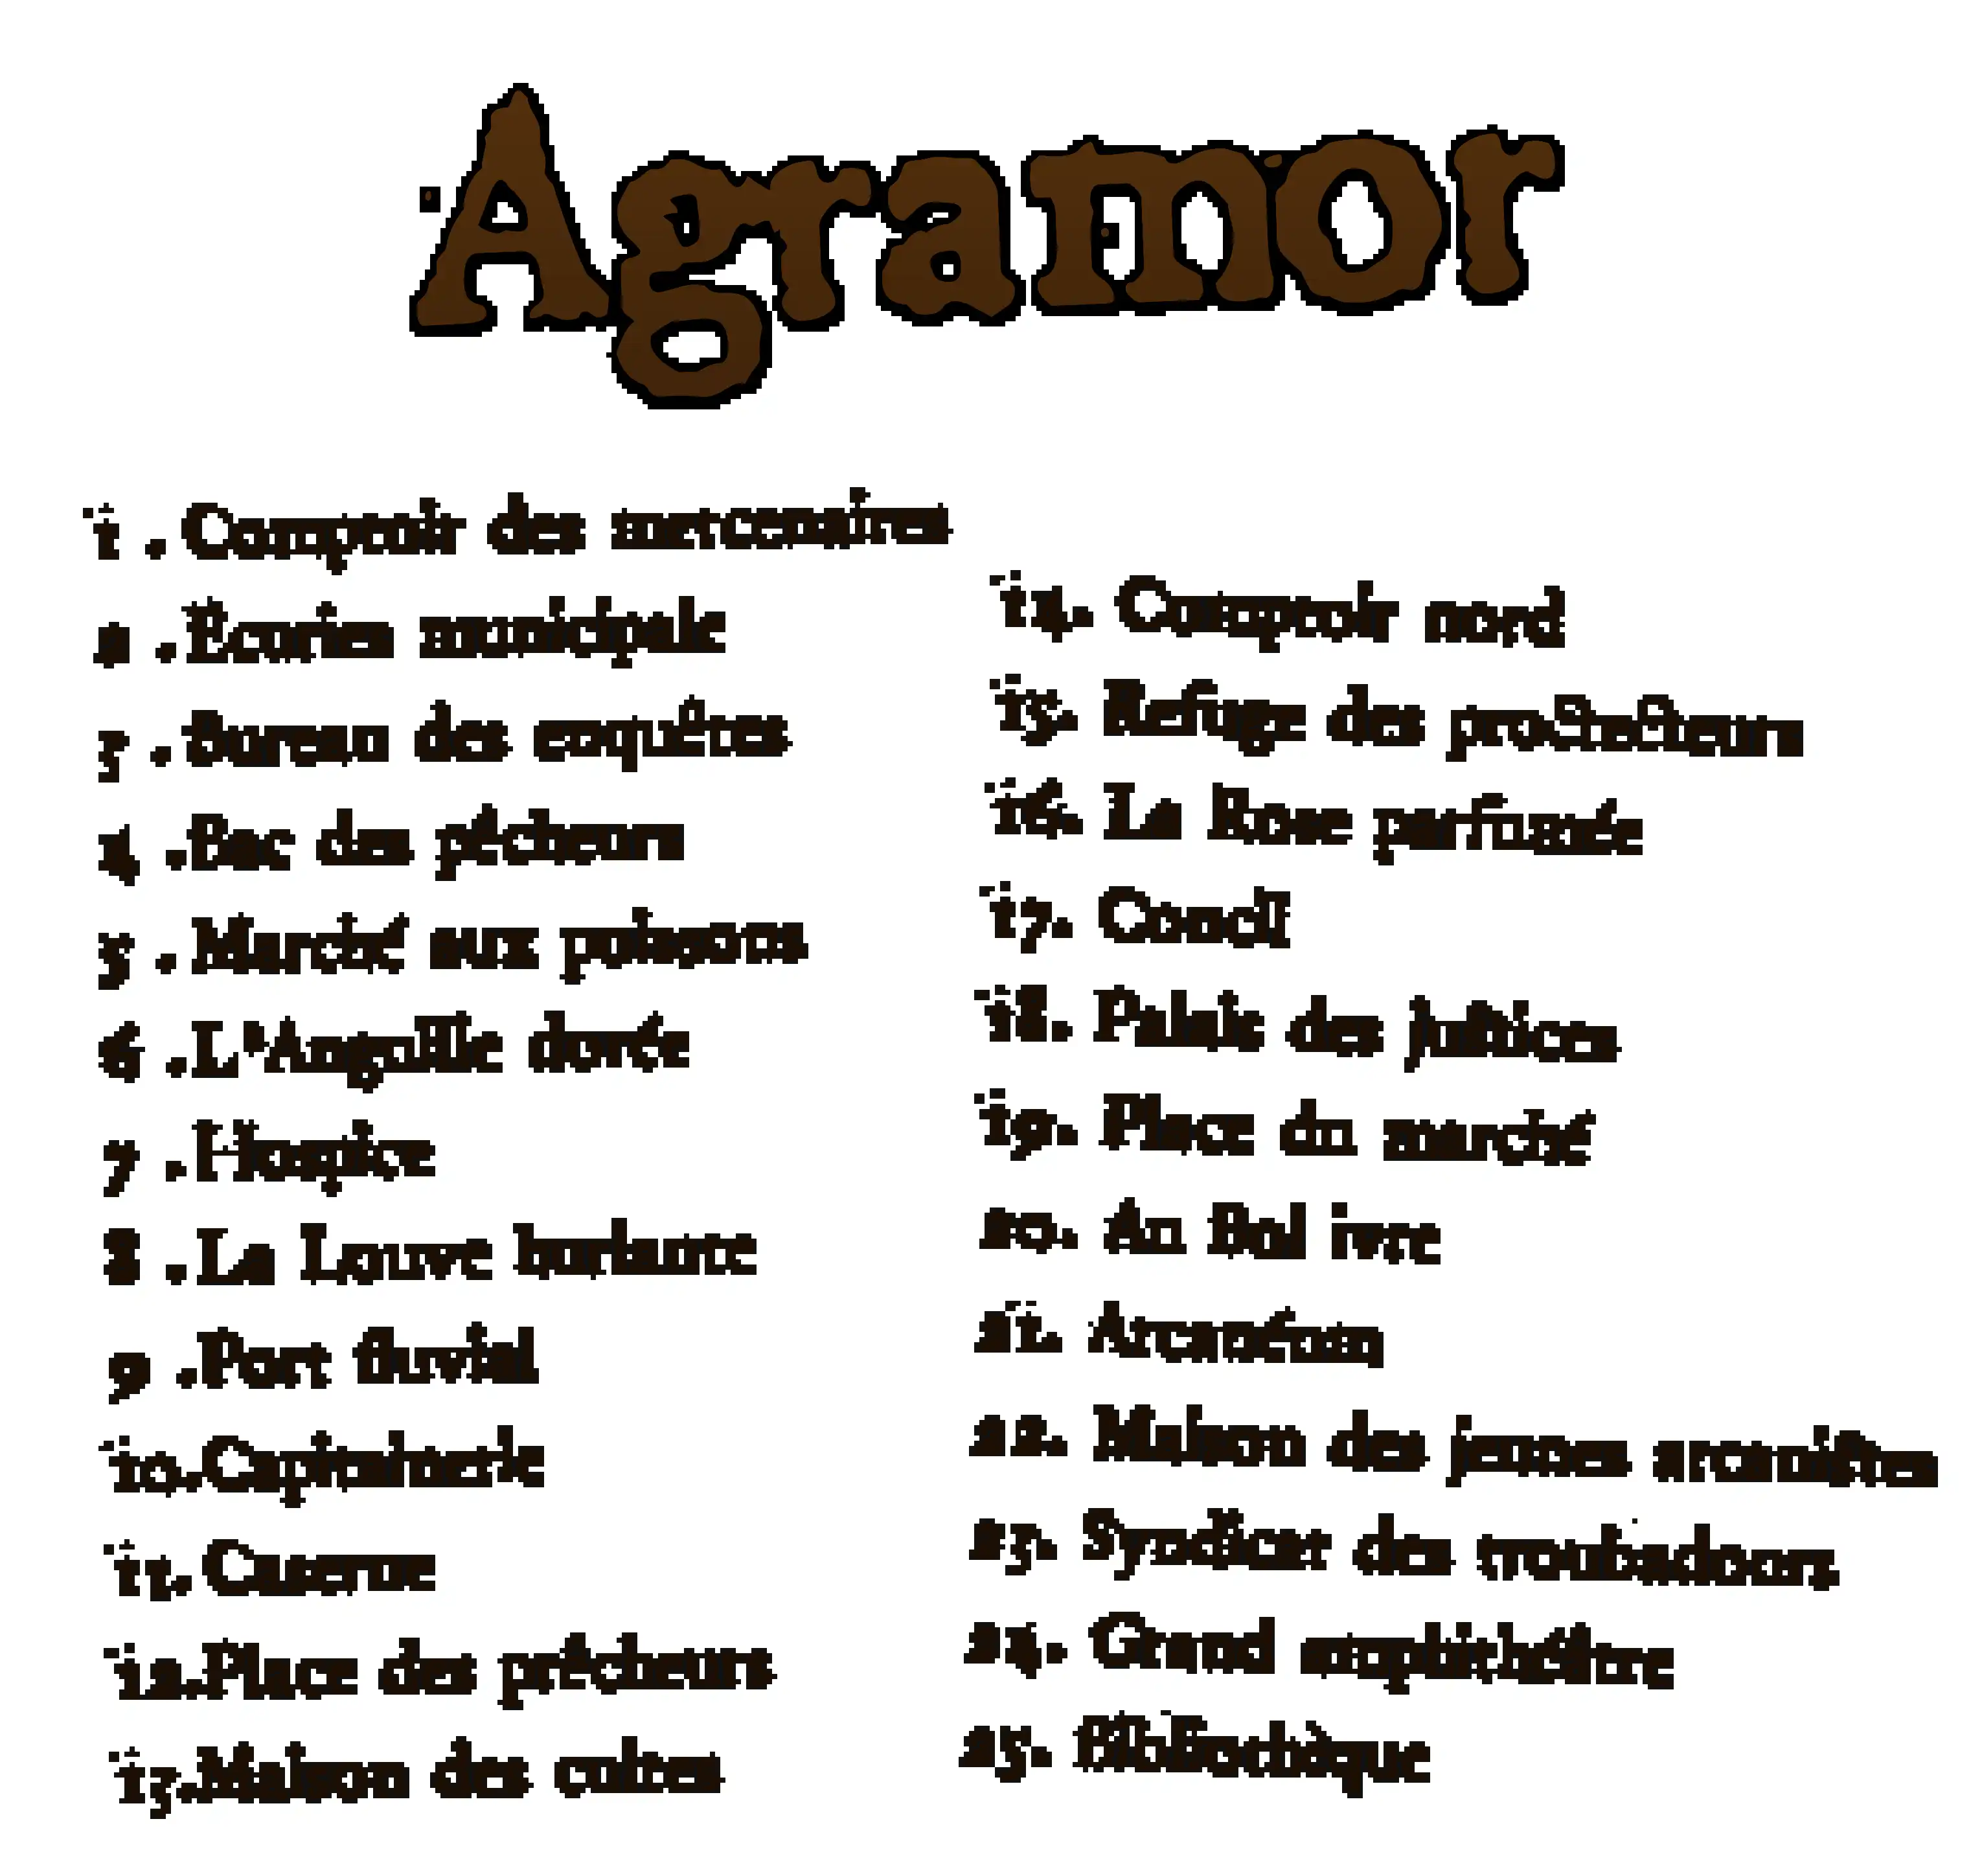 Agramor
1 . Comptoir des mercenaires
2 . Écuries municipale
3 . Bureau des enquêtes
4 . Bac des pêcheurs
5 . Marché aux poissons
6 . L'Anguille dorée
7 . Hospice
8 . La Louve hurlante
9 . Port fluvial
10. Capitainerie
11. Caserne
12. Place des prêcheurs
13. Maison des cultes
14. Comptoir nord
15. Refuge des protecteurs
16. La Rose parfumée
17. Concil
18. Palais des justices
19. Place du marché
20. Au Bol ivre
21. Arcanéum
22. Maison des jeunes arcanistes
23. Syndicat des troubadours
24. Grand amphithéâtre
25. Bibliothèque